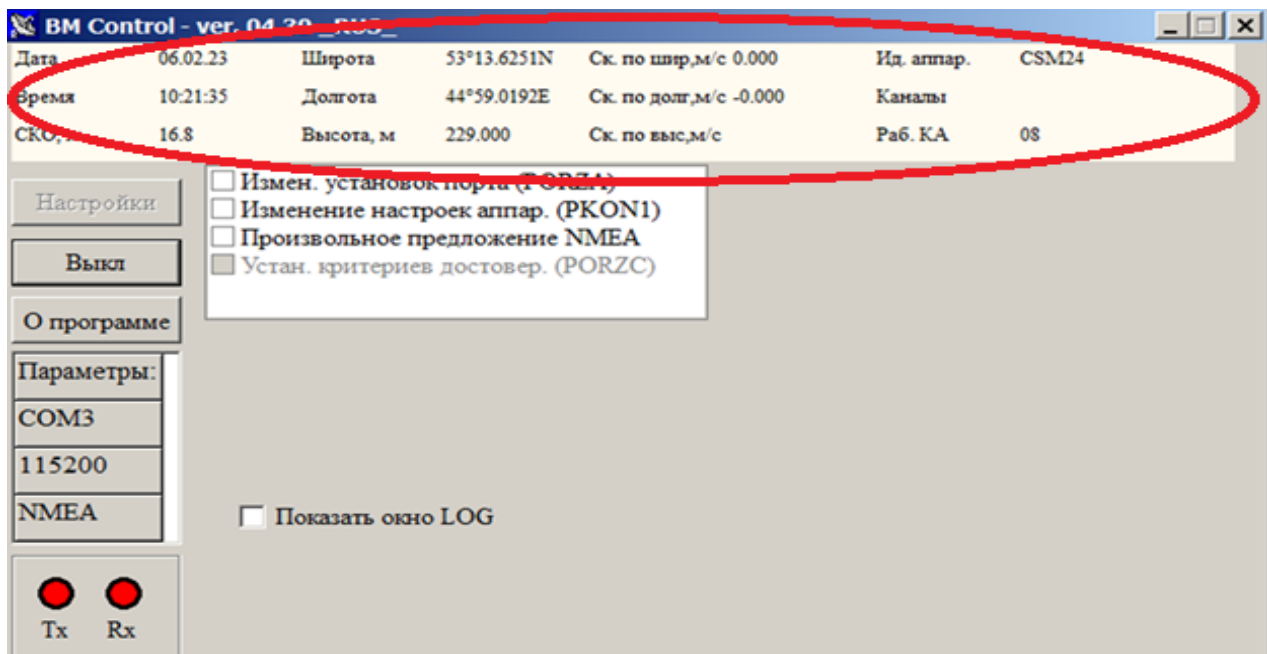 BM Control - ver. 04.30 _RUS_
Дата 06.02.23 Широта 53°13.6251N Ск. по шир,м/с 0.000 Ид. аппар. CSM24
Время 10:21:35 Долгота 44°59.0192E Ск. по долг,м/с -0.000 Каналы
СКО, 16.8 Высота, м 229.000 Ск. по выс,м/с Раб. КА 08
Измен. установок порта (PORZA)
Настройки
Изменение настроек аппар. (PKON1)
Произвольное предложение NMEA
Выкл
Устан. критериев достовер. (PORZC)
О программе
Параметры:
COM3
115200
NMEA
Показать окно LOG
Tx Rx